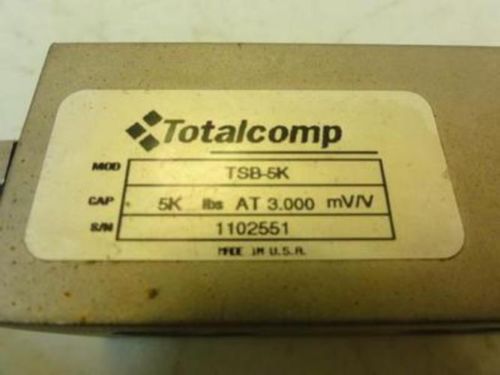 Totalcomp
MOD TSB-5K
CAP 5K lbs AT 3.000 mV/V
S/N 1102551
MADE IN U.S.A.